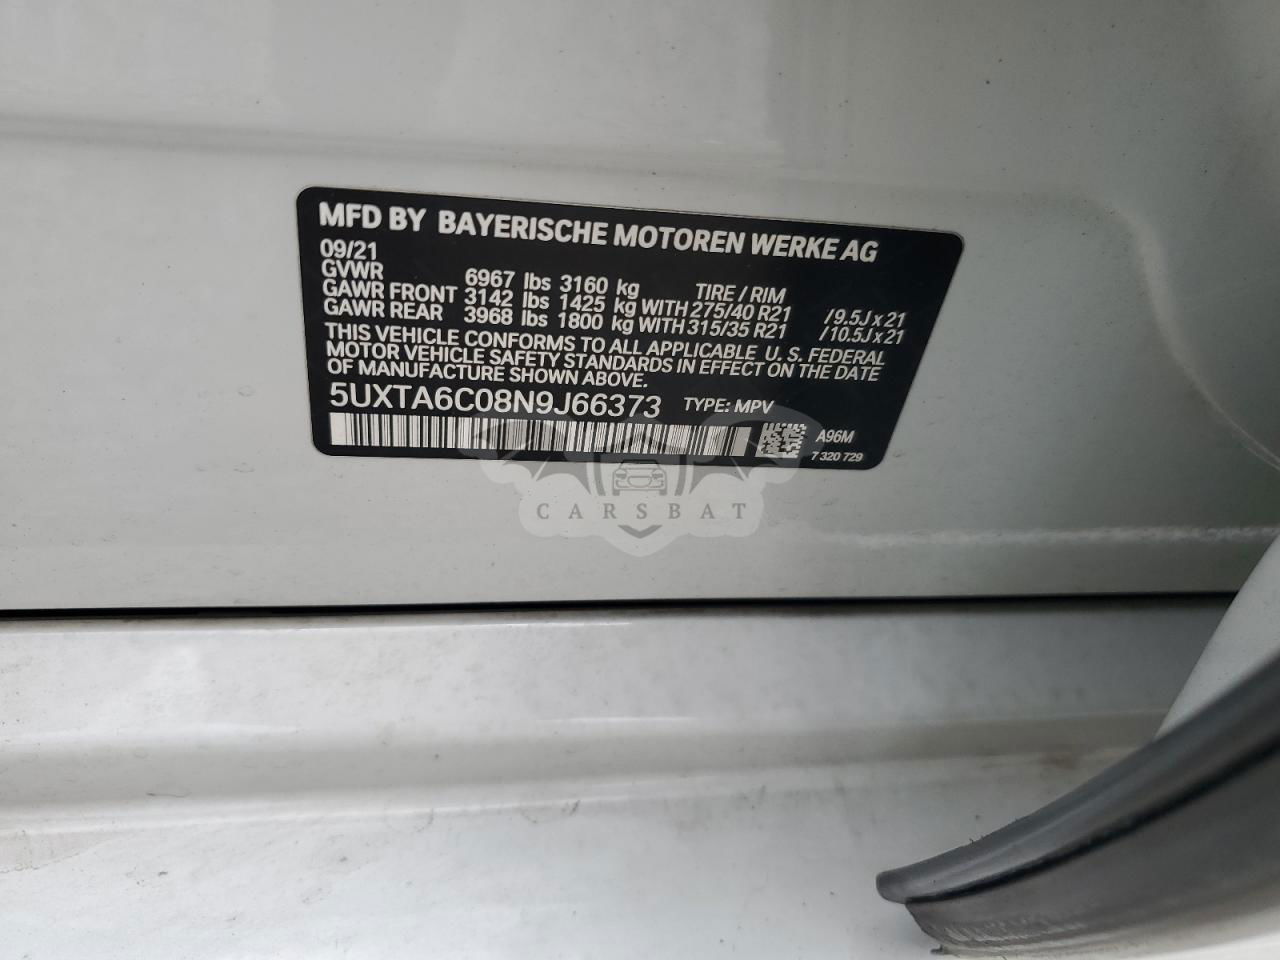 MFD BY BAYERISCHE MOTOREN WERKE AG
09/21
GVWR 6967 lbs 3160 kg TIRE / RIM
GAWR FRONT 3142 lbs 1425 kg WITH 275/40 R21 /9.5J x 21
GAWR REAR 3968 lbs 1800 kg WITH 315/35 R21 /10.5J x 21
THIS VEHICLE CONFORMS TO ALL APPLICABLE U. S. FEDERAL
MOTOR VEHICLE SAFETY STANDARDS IN EFFECT ON THE DATE
OF MANUFACTURE SHOWN ABOVE.
5UXTA6C08N9J66373 TYPE: MPV
A96M
7 320 729
CARSBAT